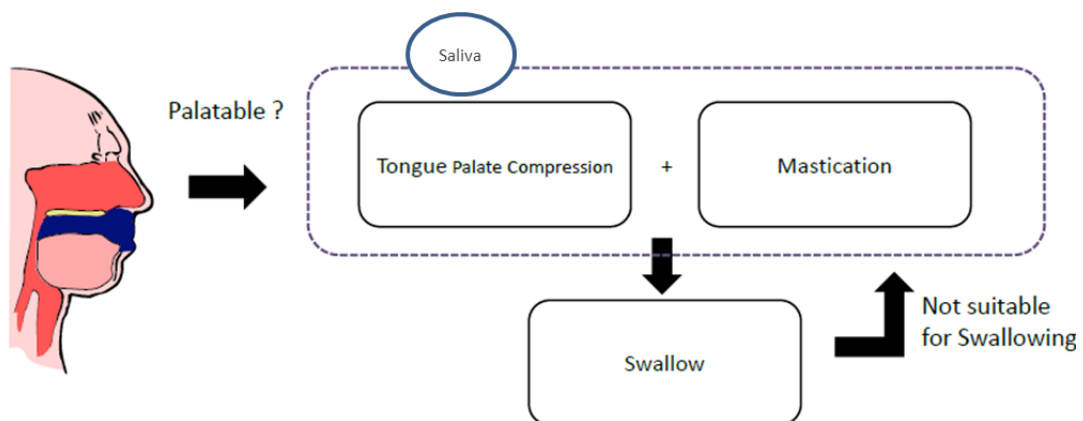 Saliva
Palatable ?
Tongue Palate Compression
+
Mastication
Swallow
Not suitable
for Swallowing